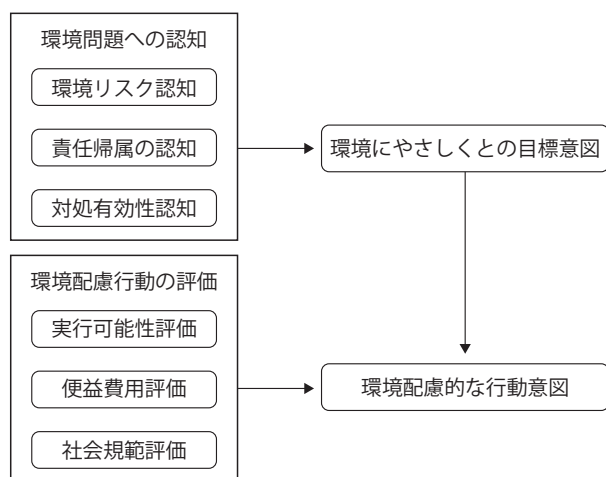 環境問題への認知
環境リスク認知
責任帰属の認知
対処有効性認知
環境にやさしくとの目標意図
環境配慮行動の評価
実行可能性評価
便益費用評価
社会規範評価
環境配慮的な行動意図